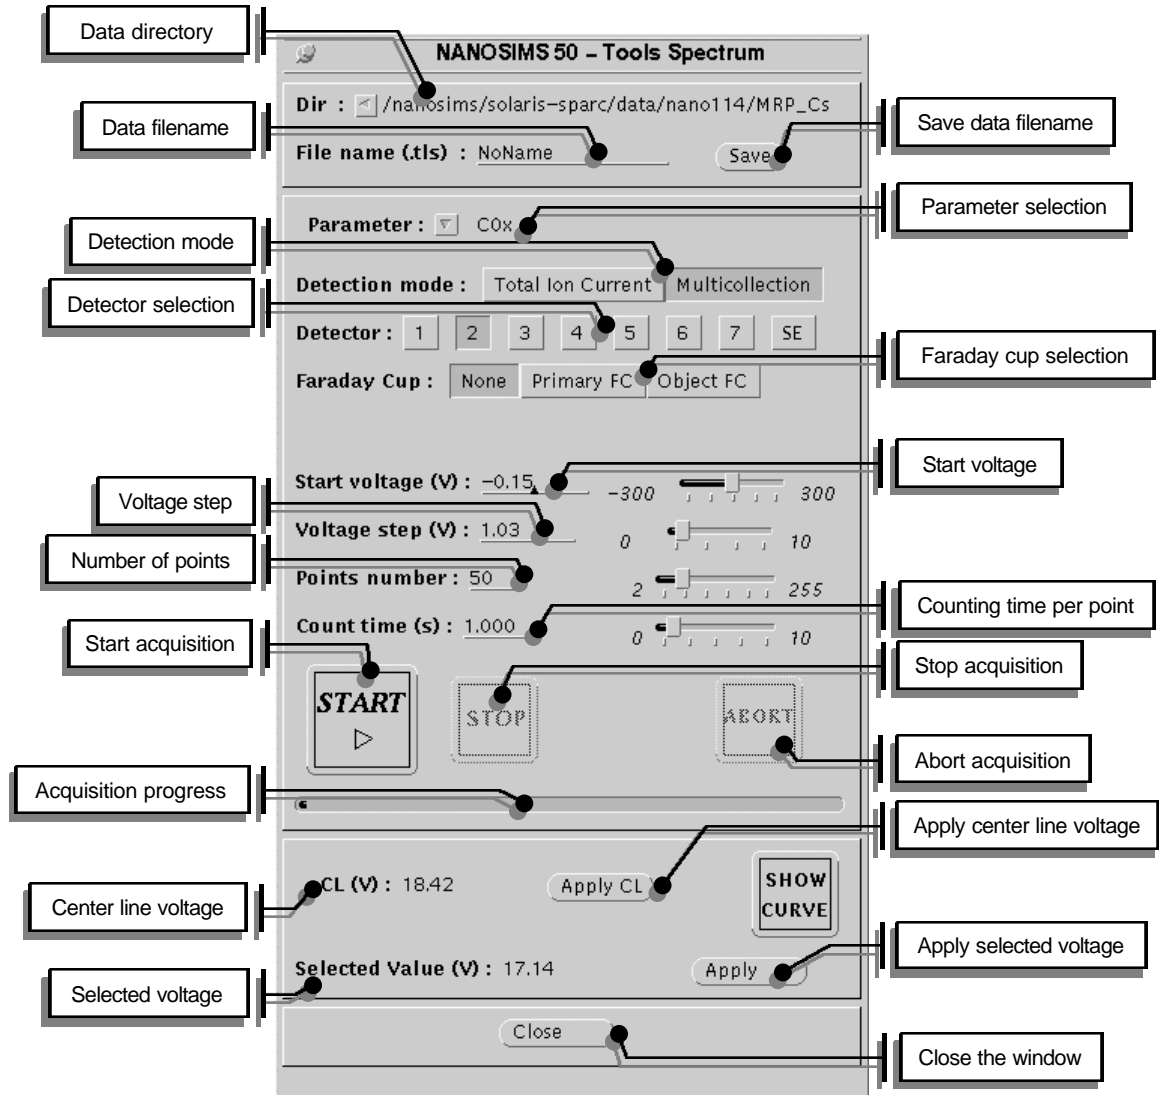 Data directory
NANOSIMS 50 – Tools Spectrum
Dir : /nanosims/solaris-sparc/data/nano114/MRP_Cs
Data filename
Save data filename
File name (.tls) : NoName Save
Parameter selection
Parameter : C0x
Detection mode
Detection mode : Total Ion Current Multicollection
Detector selection
Detector : 1 2 3 4 5 6 7 SE
Faraday cup selection
Faraday Cup : None Primary FC Object FC
Start voltage
Start voltage (V) : -0.15 -300 300
Voltage step
Voltage step (V) : 1.03 0 10
Number of points
Points number : 50 2 255
Counting time per point
Count time (s) : 1.000 0 10
Start acquisition
Stop acquisition
START STOP ABORT
Abort acquisition
Acquisition progress
Apply center line voltage
CL (V) : 18.42 Apply CL SHOW
CURVE
Center line voltage
Apply selected voltage
Selected Value (V) : 17.14 Apply
Selected voltage
Close
Close the window